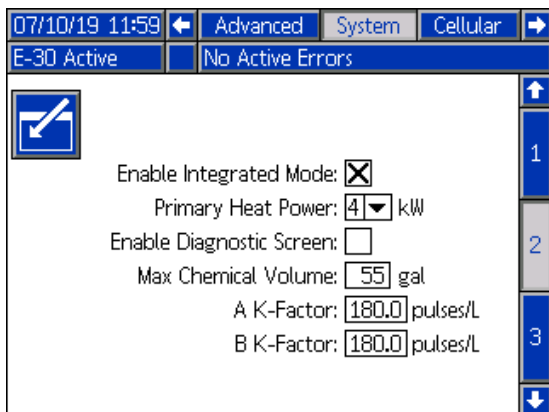 07/10/19 11:59 Advanced System Cellular
E-30 Active No Active Errors
1
Enable Integrated Mode:
Primary Heat Power: 4 kW
Enable Diagnostic Screen:
2
Max Chemical Volume: 55 gal
A K-Factor: 180.0 pulses/L
B K-Factor: 180.0 pulses/L
3